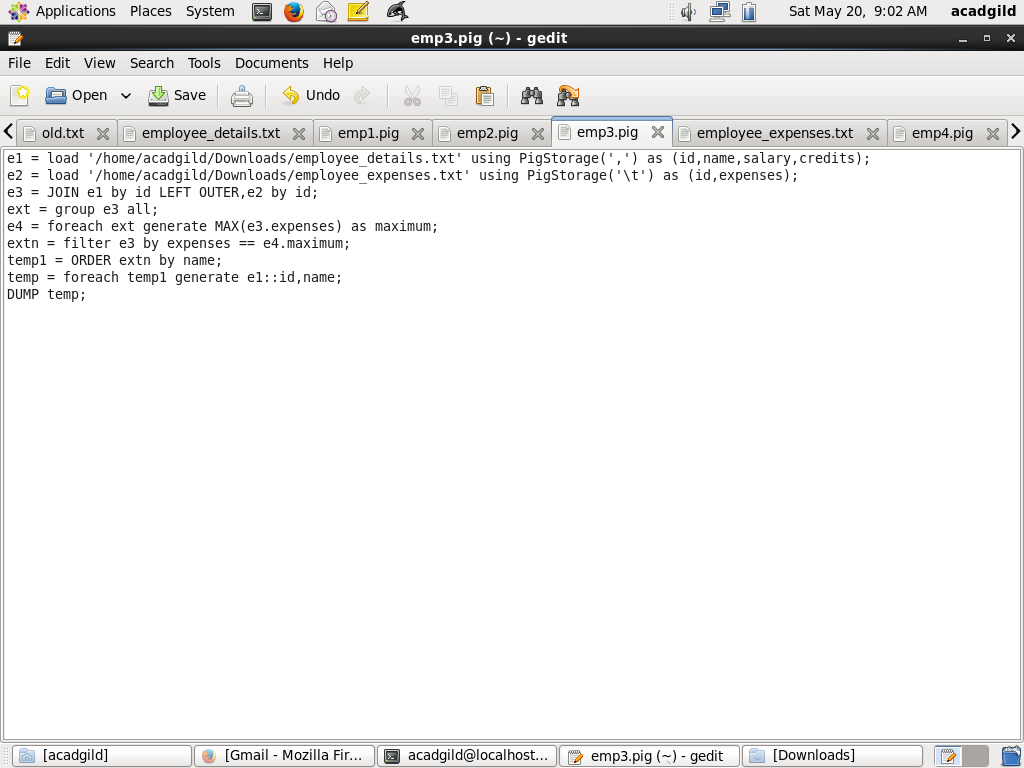 Applications Places System Sat May 20, 9:02 AM acadgild
emp3.pig (~) - gedit
File Edit View Search Tools Documents Help
Open Save Undo
old.txt employee_details.txt emp1.pig emp2.pig emp3.pig employee_expenses.txt emp4.pig
e1 = load '/home/acadgild/Downloads/employee_details.txt' using PigStorage(',') as (id,name,salary,credits);
e2 = load '/home/acadgild/Downloads/employee_expenses.txt' using PigStorage('\t') as (id,expenses);
e3 = JOIN e1 by id LEFT OUTER,e2 by id;
ext = group e3 all;
e4 = foreach ext generate MAX(e3.expenses) as maximum;
extn = filter e3 by expenses == e4.maximum;
temp1 = ORDER extn by name;
temp = foreach temp1 generate e1::id,name;
DUMP temp;
[acadgild] [Gmail - Mozilla Fir... acadgild@localhost... emp3.pig (~) - gedit [Downloads]